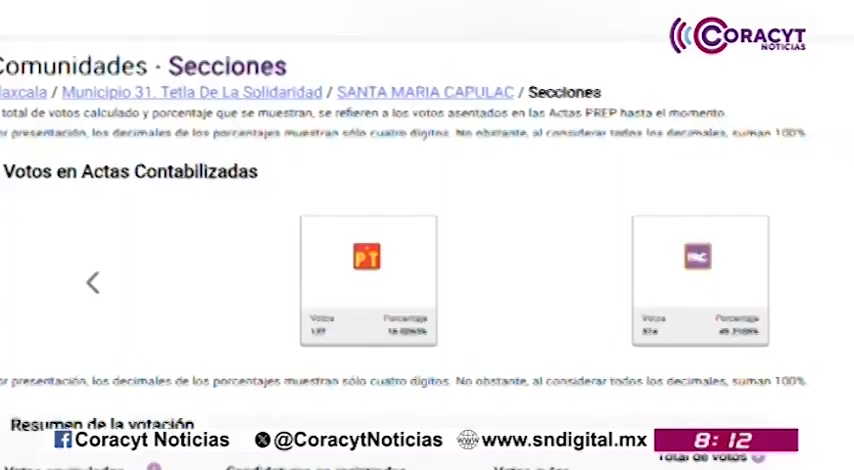 CORACYT
NOTICIAS
Comunidades - Secciones
laxcala / Municipio 31. Tetla De La Solidaridad / SANTA MARIA CAPULAC / Secciones
total de votos calculado y porcentaje que se muestran, se refieren a los votos asentados en las Actas PREP hasta el momento
or presentación, los decimales de los porcentajes muestran sólo cuatro dígitos. No obstante, al considerar todos los decimales, suman 100%.
Votos en Actas Contabilizadas
PT
Votos Porcentaje
Votos Porcentaje
or presentación, los decimales de los porcentajes muestran sólo cuatro dígitos. No obstante, al considerar todos los decimales, suman 100%.
Resumen de la votación
Coracyt Noticias @CoracytNoticias www.sndigital.mx 8:12
Total de votos